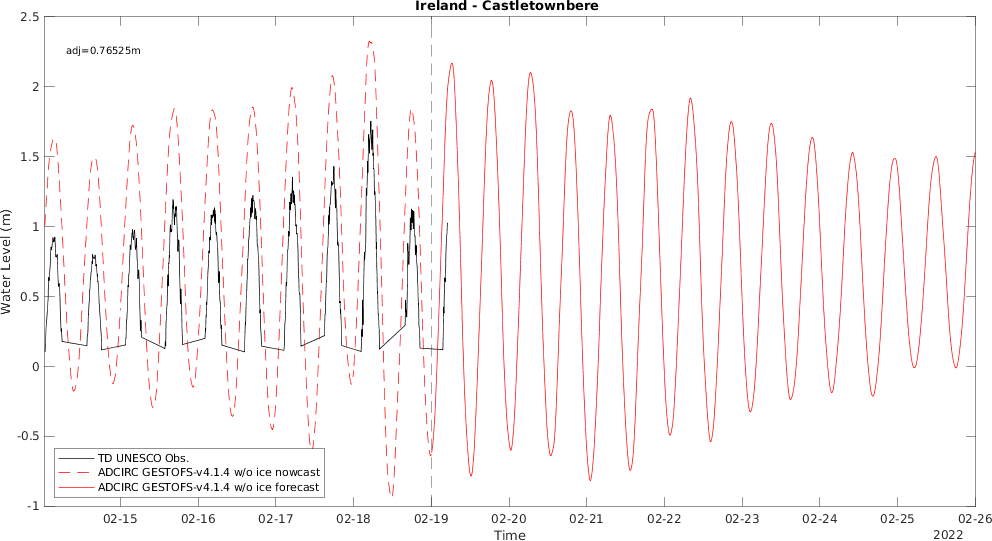 Ireland - Castletownbere
adj=0.76525m
2.5
2
1.5
1
0.5
0
-0.5
-1
Water Level (m)
TD UNESCO Obs.
ADCIRC GESTOFS-v4.1.4 w/o ice nowcast
ADCIRC GESTOFS-v4.1.4 w/o ice forecast
02-15 02-16 02-17 02-18 02-19 02-20 02-21 02-22 02-23 02-24 02-25 02-26
Time
2022